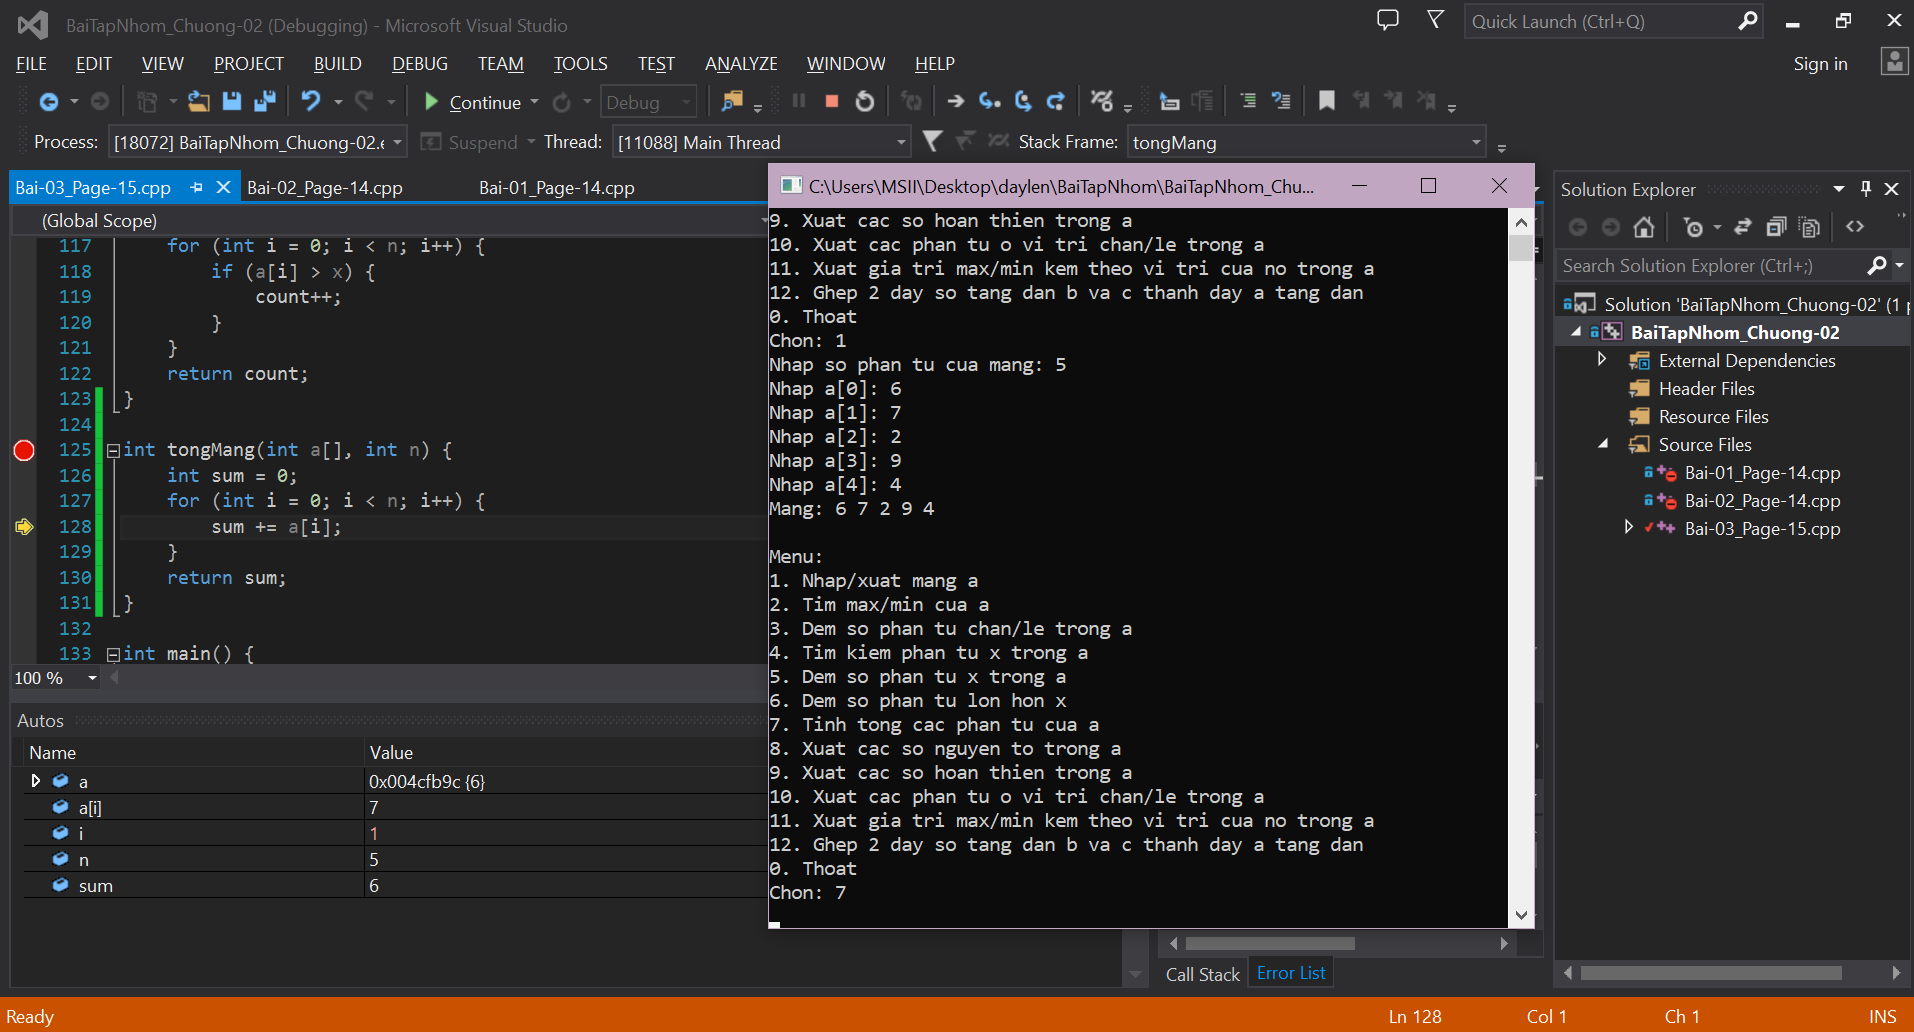 BaiTapNhom_Chuong-02 (Debugging) - Microsoft Visual Studio
Quick Launch (Ctrl+Q)
FILE EDIT VIEW PROJECT BUILD DEBUG TEAM TOOLS TEST ANALYZE WINDOW HELP
Sign in
Continue
Debug
Process: [18072] BaiTapNhom_Chuong-02.e
Suspend
Thread: [11088] Main Thread
Stack Frame: tongMang
Bai-03_Page-15.cpp Bai-02_Page-14.cpp Bai-01_Page-14.cpp
(Global Scope)
117 for (int i = 0; i < n; i++) {
118 if (a[i] > x) {
119 count++;
120 }
121 }
122 return count;
123 }
124
125 int tongMang(int a[], int n) {
126 int sum = 0;
127 for (int i = 0; i < n; i++) {
128 sum += a[i];
129 }
130 return sum;
131 }
132
133 int main() {
100 %
Autos
Name Value
a 0x004cfb9c {6}
a[i] 7
i 1
n 5
sum 6
C:\Users\MSII\Desktop\daylen\BaiTapNhom\BaiTapNhom_Chu...
9. Xuat cac so hoan thien trong a
10. Xuat cac phan tu o vi tri chan/le trong a
11. Xuat gia tri max/min kem theo vi tri cua no trong a
12. Ghep 2 day so tang dan b va c thanh day a tang dan
0. Thoat
Chon: 1
Nhap so phan tu cua mang: 5
Nhap a[0]: 6
Nhap a[1]: 7
Nhap a[2]: 2
Nhap a[3]: 9
Nhap a[4]: 4
Mang: 6 7 2 9 4
Menu:
1. Nhap/xuat mang a
2. Tim max/min cua a
3. Dem so phan tu chan/le trong a
4. Tim kiem phan tu x trong a
5. Dem so phan tu x trong a
6. Dem so phan tu lon hon x
7. Tinh tong cac phan tu cua a
8. Xuat cac so nguyen to trong a
9. Xuat cac so hoan thien trong a
10. Xuat cac phan tu o vi tri chan/le trong a
11. Xuat gia tri max/min kem theo vi tri cua no trong a
12. Ghep 2 day so tang dan b va c thanh day a tang dan
0. Thoat
Chon: 7
Call Stack Error List
Solution Explorer
Search Solution Explorer (Ctrl+;)
Solution 'BaiTapNhom_Chuong-02' (1 p
BaiTapNhom_Chuong-02
External Dependencies
Header Files
Resource Files
Source Files
Bai-01_Page-14.cpp
Bai-02_Page-14.cpp
Bai-03_Page-15.cpp
Ready
Ln 128 Col 1 Ch 1 INS